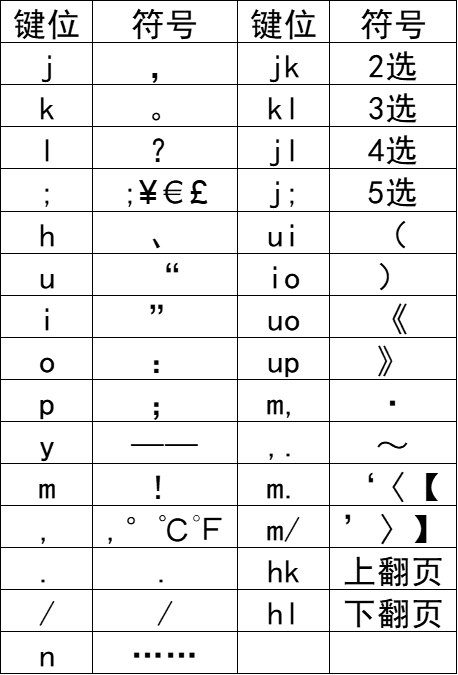 键位 符号 键位 符号
j ， jk 2选
k 。 kl 3选
l ？ jl 4选
; ;¥€£ j; 5选
h 、 ui （
u “ io ）
i ” uo 《
o ： up 》
p ； m, ·
y —— ,. ～
m ！ m. ‘〈【
, ,°℃℉ m/ ’〉】
. . hk 上翻页
/ / hl 下翻页
n ……